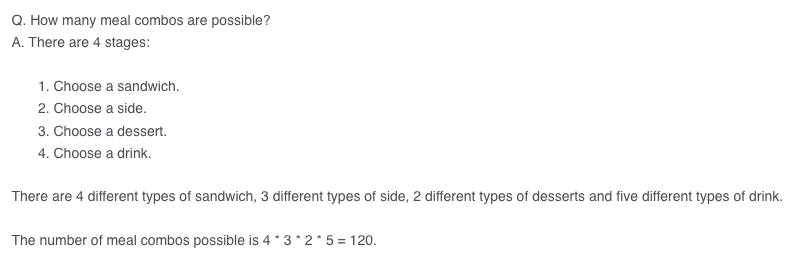 Q. How many meal combos are possible?
A. There are 4 stages:
1. Choose a sandwich.
2. Choose a side.
3. Choose a dessert.
4. Choose a drink.
There are 4 different types of sandwich, 3 different types of side, 2 different types of desserts and five different types of drink.
The number of meal combos possible is 4 * 3 * 2 * 5 = 120.